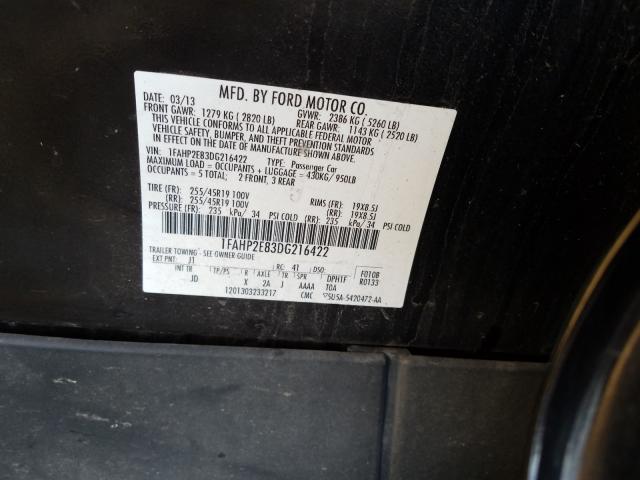 MFD. BY FORD MOTOR CO.
DATE: 03/13 GVWR: 2386 KG (5260 LB)
FRONT GAWR: 1279 KG (2820 LB) REAR GAWR: 1143 KG (2520 LB)
THIS VEHICLE CONFORMS TO ALL APPLICABLE FEDERAL MOTOR
VEHICLE SAFETY, BUMPER, AND THEFT PREVENTION STANDARDS
IN EFFECT ON THE DATE OF MANUFACTURE SHOWN ABOVE.
VIN: 1FAHP2E83DG216422 TYPE: Passenger Car
MAXIMUM LOAD = OCCUPANTS + LUGGAGE = 430KG/ 950LB
OCCUPANTS = 5 TOTAL; 2 FRONT, 3 REAR
TIRE (FR): 255/45R19 100V RIMS (FR): 19X8.5J
(RR): 255/45R19 100V (RR): 19X8.5J
PRESSURE (FR): 235 kPa/ 34 PSI COLD (RR): 235 kPa/ 34 PSI COLD
1FAHP2E83DG216422
TRAILER TOWING - SEE OWNER GUIDE
EXT PNT: J1 RC: 41 DSO: F0108
INT TR TP/PS R AXLE TR SPR DPH1F R0133
JD X 2A J AAAA T0A
1201303233217 CMC 5U5A-5420472-AA